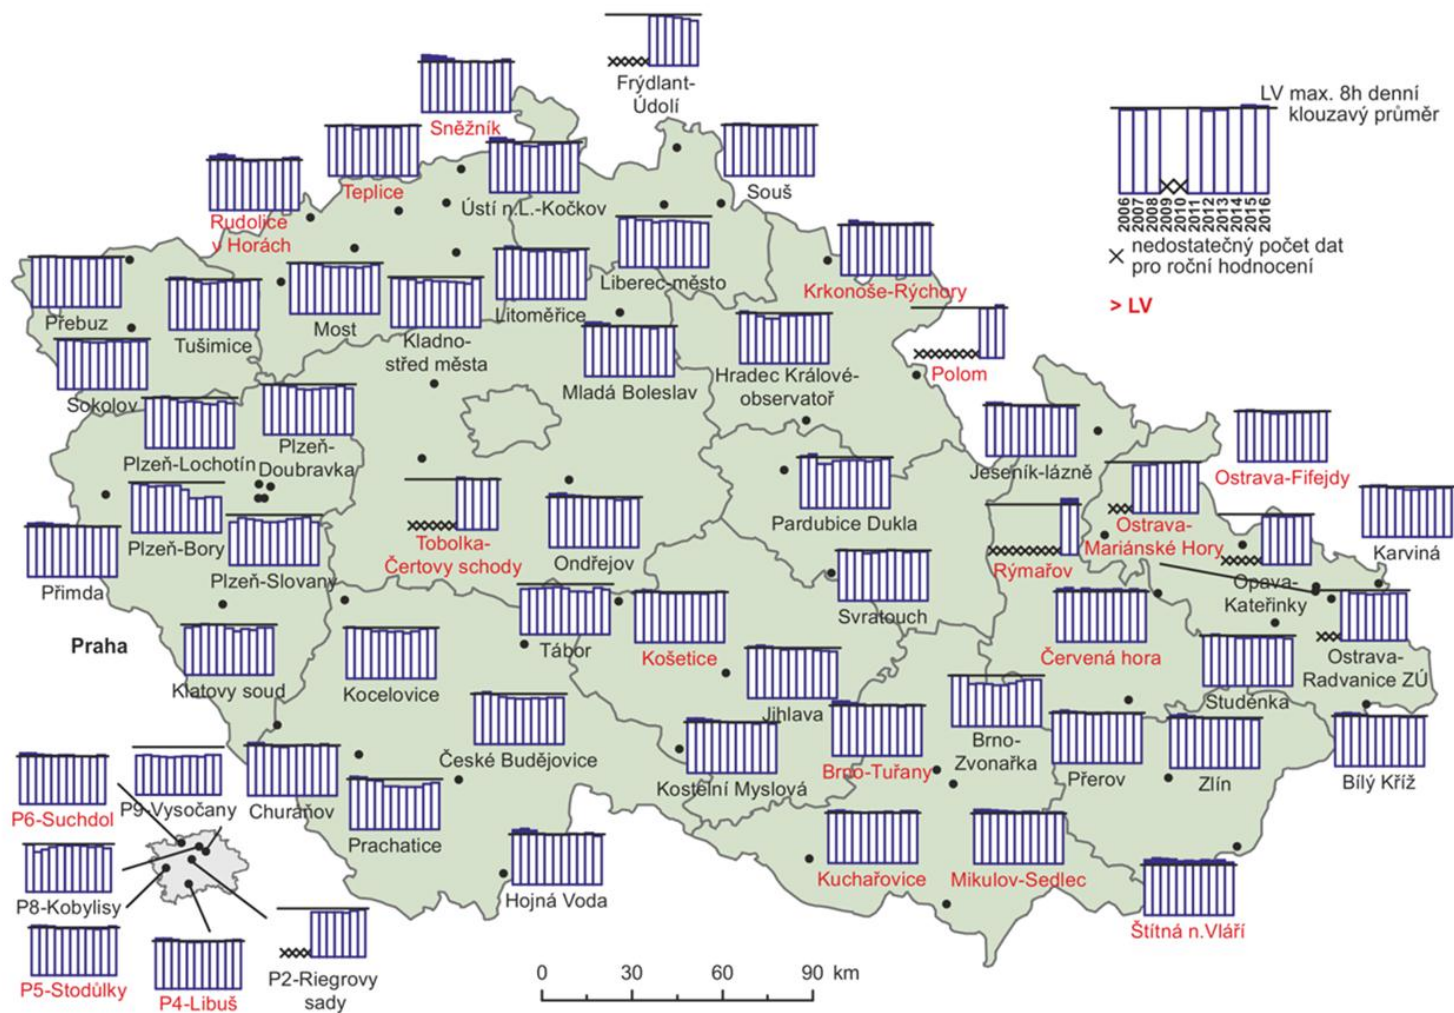 Frýdlant-
Údolí
LV max. 8h denní
klouzavý průměr
Sněžník
Teplice
Ústí n.L.-Kočkov
Souš
Rudolice
v Horách
2006
2007
2008
2009
2010
2011
2012
2013
2014
2015
2016
× nedostatečný počet dat
pro roční hodnocení
> LV
Liberec-město
Krkonoše-Rýchory
Přebuz
Tušimice
Most
Kladno-
střed města
Litoměřice
Polom
Sokolov
Mladá Boleslav
Hradec Králové-
observatoř
Plzeň-Lochotín
Plzeň-
Doubravka
Jeseník-lázně
Ostrava-Fifejdy
Plzeň-Bory
Tobolka-
Čertovy schody
Ondřejov
Pardubice Dukla
Ostrava-
Mariánské Hory
Karviná
Přimda
Plzeň-Slovany
Rýmařov
Opava-
Kateřinky
Svratouch
Praha
Klatovy soud
Kocelovice
Tábor
Košetice
Červená hora
Ostrava-
Radvanice ZÚ
Studénka
Jihlava
České Budějovice
Kostelní Myslová
Brno-Tuřany
Brno-
Zvonařka
Přerov
Zlín
Bílý Kříž
P6-Suchdol
P9-Vysočany
Churáňov
Prachatice
P8-Kobylisy
Hojná Voda
Kuchařovice
Mikulov-Sedlec
Štítná n.Vláří
P5-Stodůlky
P4-Libuš
P2-Riegrovy
sady
0 30 60 90 km